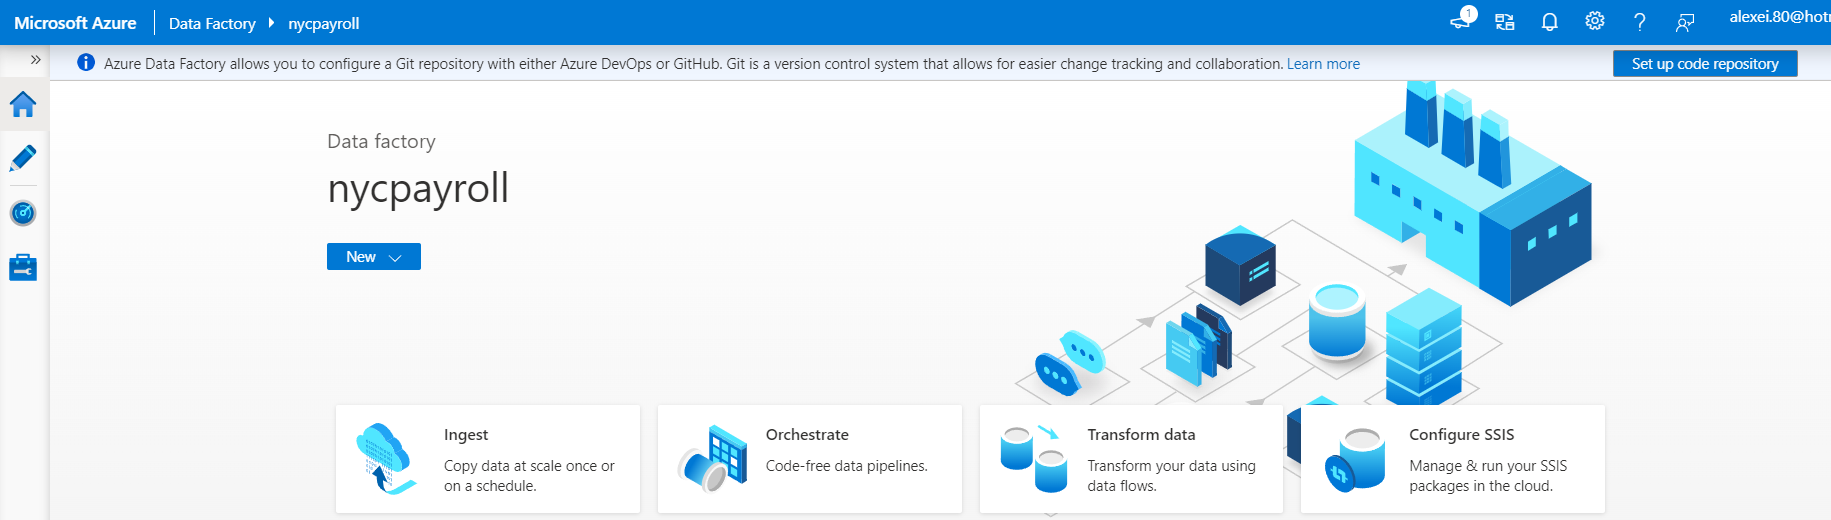 Microsoft Azure
Data Factory
nycpayroll
1
alexei.80@hotr
Azure Data Factory allows you to configure a Git repository with either Azure DevOps or GitHub. Git is a version control system that allows for easier change tracking and collaboration. Learn more
Set up code repository
Data factory
nycpayroll
New
Ingest
Copy data at scale once or
on a schedule.
Orchestrate
Code-free data pipelines.
Transform data
Transform your data using
data flows.
Configure SSIS
Manage & run your SSIS
packages in the cloud.